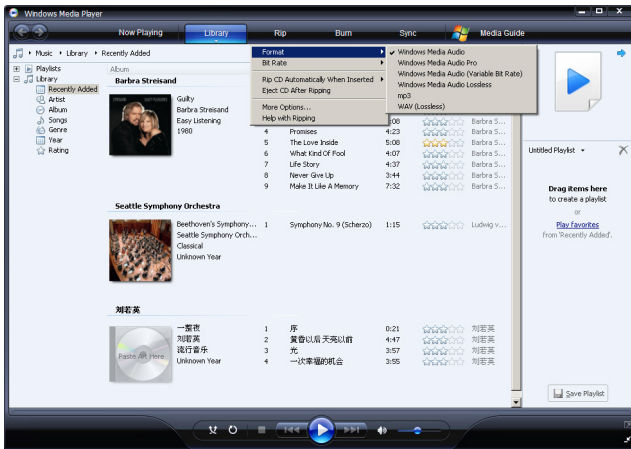 Windows Media Player
Now Playing
Library
Rip
Burn
Sync
Media Guide
Music
Library
Recently Added
Playlists
Library
Recently Added
Artist
Album
Songs
Genre
Year
Rating
Format
Bit Rate
Rip CD Automatically When Inserted
Eject CD After Ripping
More Options...
Help with Ripping
Windows Media Audio
Windows Media Audio Pro
Windows Media Audio (Variable Bit Rate)
Windows Media Audio Lossless
mp3
WAV (Lossless)
Album
Barbra Streisand
Guilty
Barbra Streisand
Easy Listening
1980
:08 Barbra S...
4 Promises 4:23 Barbra S...
5 The Love Inside 5:08 Barbra S...
6 What Kind Of Fool 4:07 Barbra S...
7 Life Story 4:37 Barbra S...
8 Never Give Up 3:44 Barbra S...
9 Make It Like A Memory 7:32 Barbra S...
Seattle Symphony Orchestra
Beethoven's Symphony... 1 Symphony No. 9 (Scherzo) 1:15 Ludwig v...
Seattle Symphony Orch...
Classical
Unknown Year
刘若英
Paste Art Here
一整夜 1 序 0:21 刘若英
刘若英 2 黄昏以后天亮以前 4:47 刘若英
流行音乐 3 光 3:57 刘若英
Unknown Year 4 一次幸福的机会 3:55 刘若英
Untitled Playlist
Drag items here
to create a playlist
or
Play favorites
from 'Recently Added'.
Save Playlist